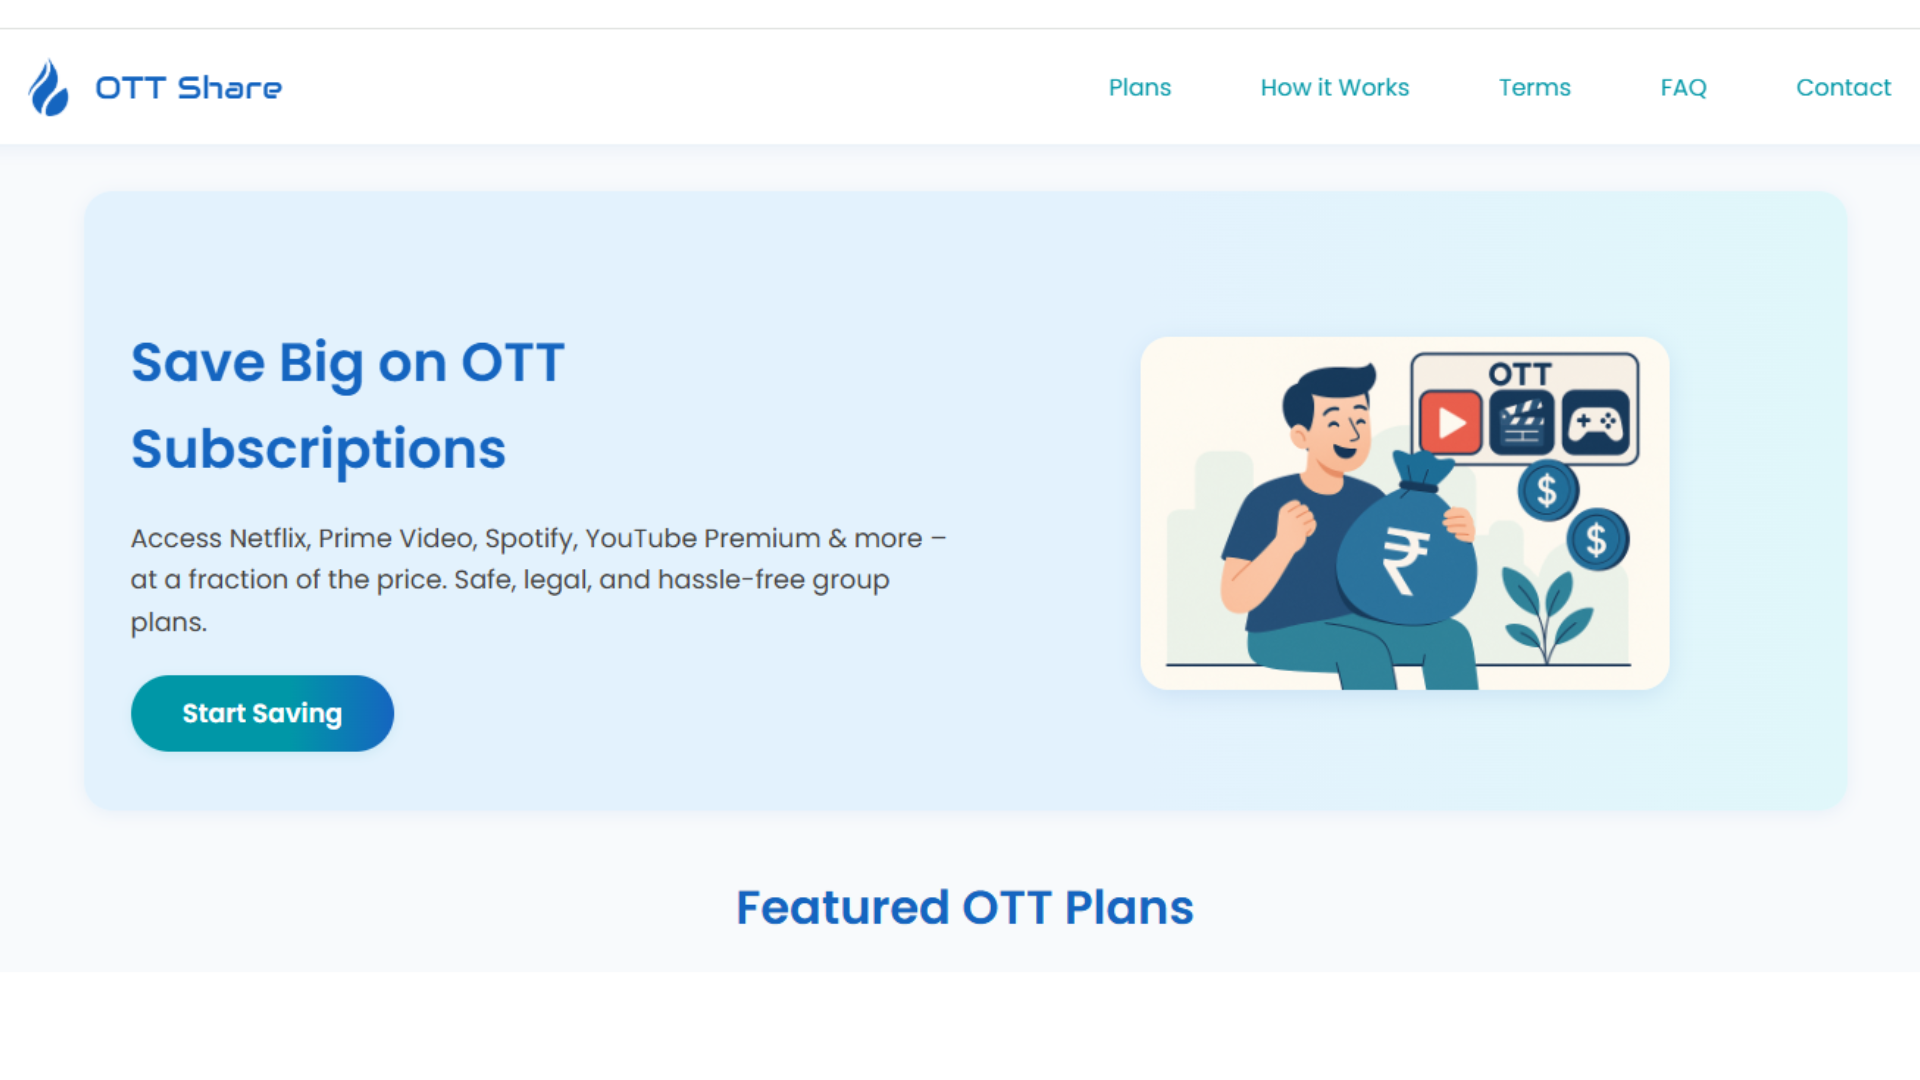 OTT Share
Plans
How it Works
Terms
FAQ
Contact
Save Big on OTT
Subscriptions
Access Netflix, Prime Video, Spotify, YouTube Premium & more –
at a fraction of the price. Safe, legal, and hassle-free group
plans.
Start Saving
OTT
$
$
₹
Featured OTT Plans